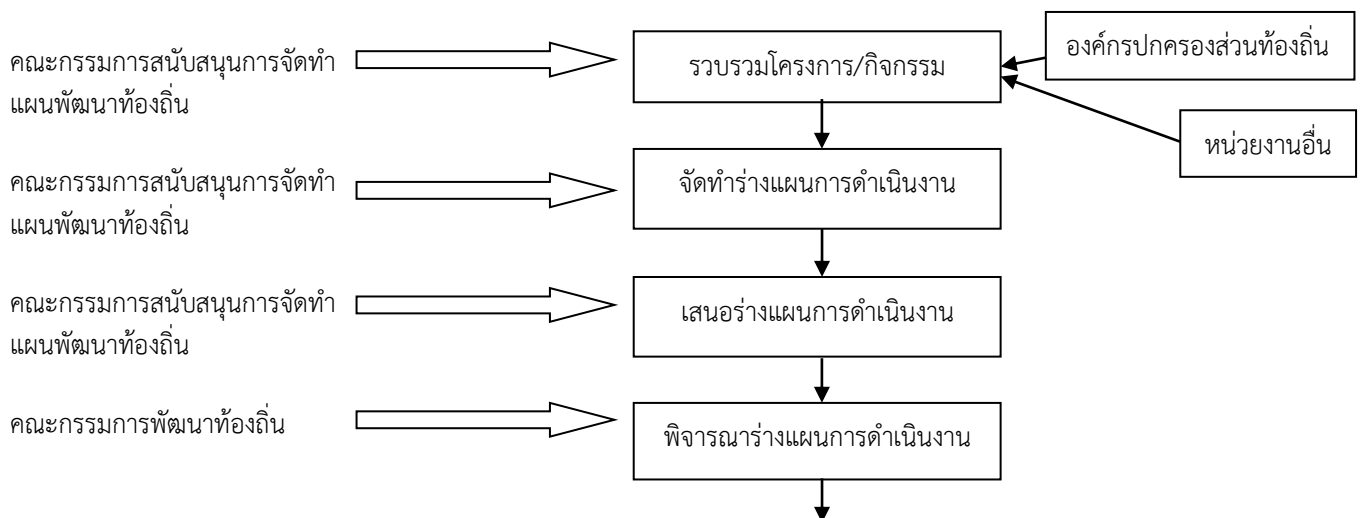 คณะกรรมการสนับสนุนการจัดทำ
แผนพัฒนาท้องถิ่น
รวบรวมโครงการ/กิจกรรม
องค์กรปกครองส่วนท้องถิ่น
หน่วยงานอื่น
คณะกรรมการสนับสนุนการจัดทำ
แผนพัฒนาท้องถิ่น
จัดทำร่างแผนการดำเนินงาน
คณะกรรมการสนับสนุนการจัดทำ
แผนพัฒนาท้องถิ่น
เสนอร่างแผนการดำเนินงาน
คณะกรรมการพัฒนาท้องถิ่น
พิจารณาร่างแผนการดำเนินงาน